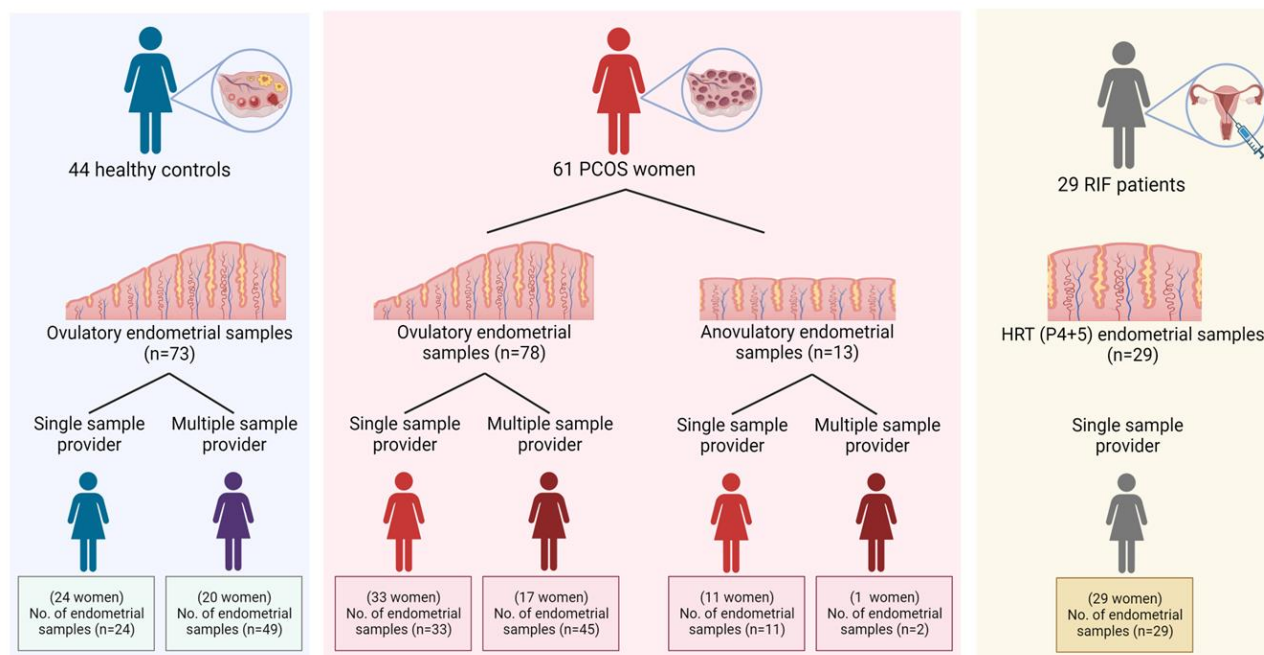 44 healthy controls
61 PCOS women
29 RIF patients
Ovulatory endometrial samples
(n=73)
Ovulatory endometrial
samples (n=78)
Anovulatory endometrial
samples (n=13)
HRT (P4+5) endometrial samples
(n=29)
Single sample
provider
Multiple sample
provider
Single sample
provider
Multiple sample
provider
Single sample
provider
Multiple sample
provider
Single sample
provider
(24 women)
No. of endometrial
samples (n=24)
(20 women)
No. of endometrial
samples (n=49)
(33 women)
No. of endometrial
samples (n=33)
(17 women)
No. of endometrial
samples (n=45)
(11 women)
No. of endometrial
samples (n=11)
(1 women)
No. of endometrial
samples (n=2)
(29 women)
No. of endometrial
samples (n=29)